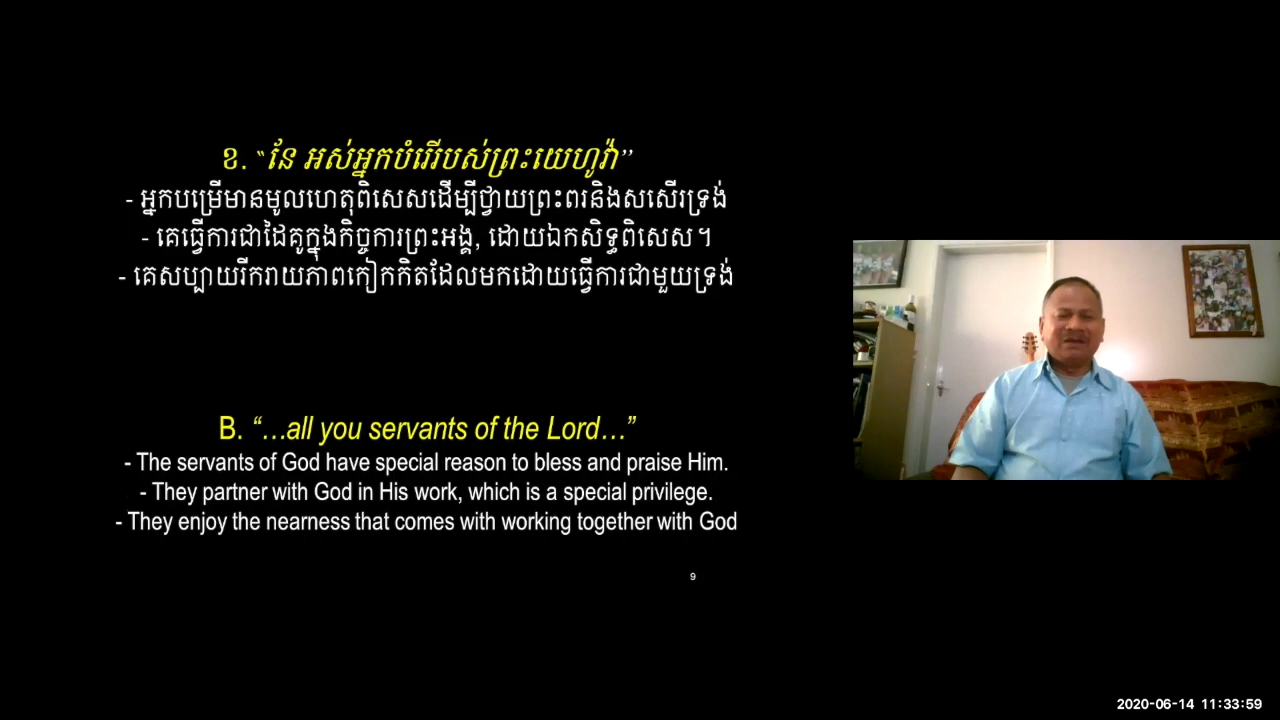 ខ. “នែ អស់អ្នកបំរើរបស់ព្រះយេហូវ៉ា”
- អ្នកបម្រើមានមូលហេតុពិសេសដើម្បីថ្វាយព្រះពរនិងសសើរទ្រង់
- គេធ្វើការជាដៃគូក្នុងកិច្ចការព្រះអង្គ, ដោយឯកសិទ្ធពិសេស។
- គេសប្បាយរីករាយភាពកៀកកិតដែលមកដោយធ្វើការជាមួយទ្រង់
B. “…all you servants of the Lord…”
- The servants of God have special reason to bless and praise Him.
- They partner with God in His work, which is a special privilege.
- They enjoy the nearness that comes with working together with God
9
2020-06-14 11:33:59